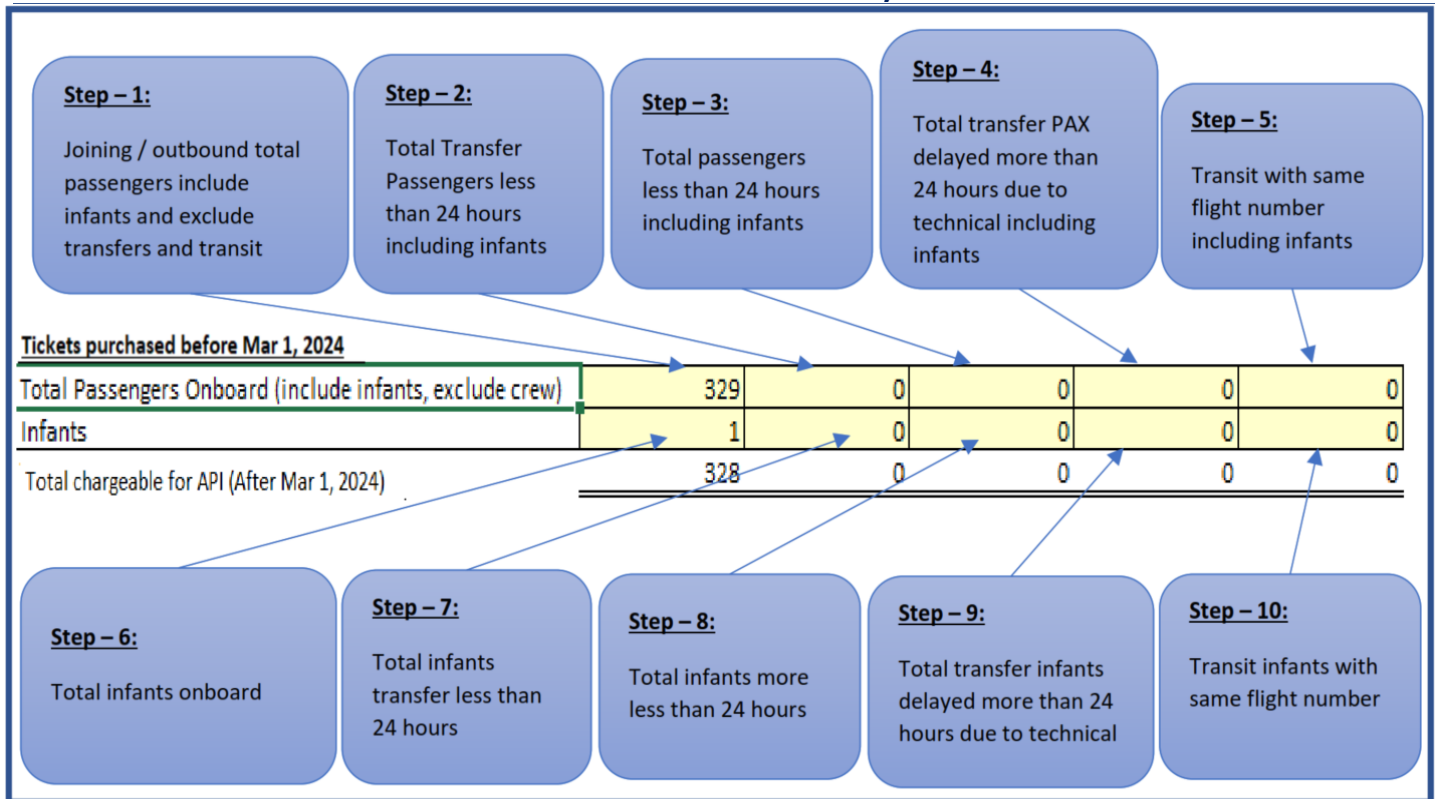 Step – 1:
Joining / outbound total
passengers include
infants and exclude
transfers and transit
Step – 2:
Total Transfer
Passengers less
than 24 hours
including infants
Step – 3:
Total passengers
less than 24 hours
including infants
Step – 4:
Total transfer PAX
delayed more than
24 hours due to
technical including
infants
Step – 5:
Transit with same
flight number
including infants
Tickets purchased before Mar 1, 2024
Total Passengers Onboard (include infants, exclude crew) 329 0 0 0 0
Infants 1 0 0 0 0
Total chargeable for API (After Mar 1, 2024) 328 0 0 0 0
Step – 6:
Total infants onboard
Step – 7:
Total infants
transfer less than
24 hours
Step – 8:
Total infants more
less than 24 hours
Step – 9:
Total transfer infants
delayed more than 24
hours due to technical
Step – 10:
Transit infants with
same flight number